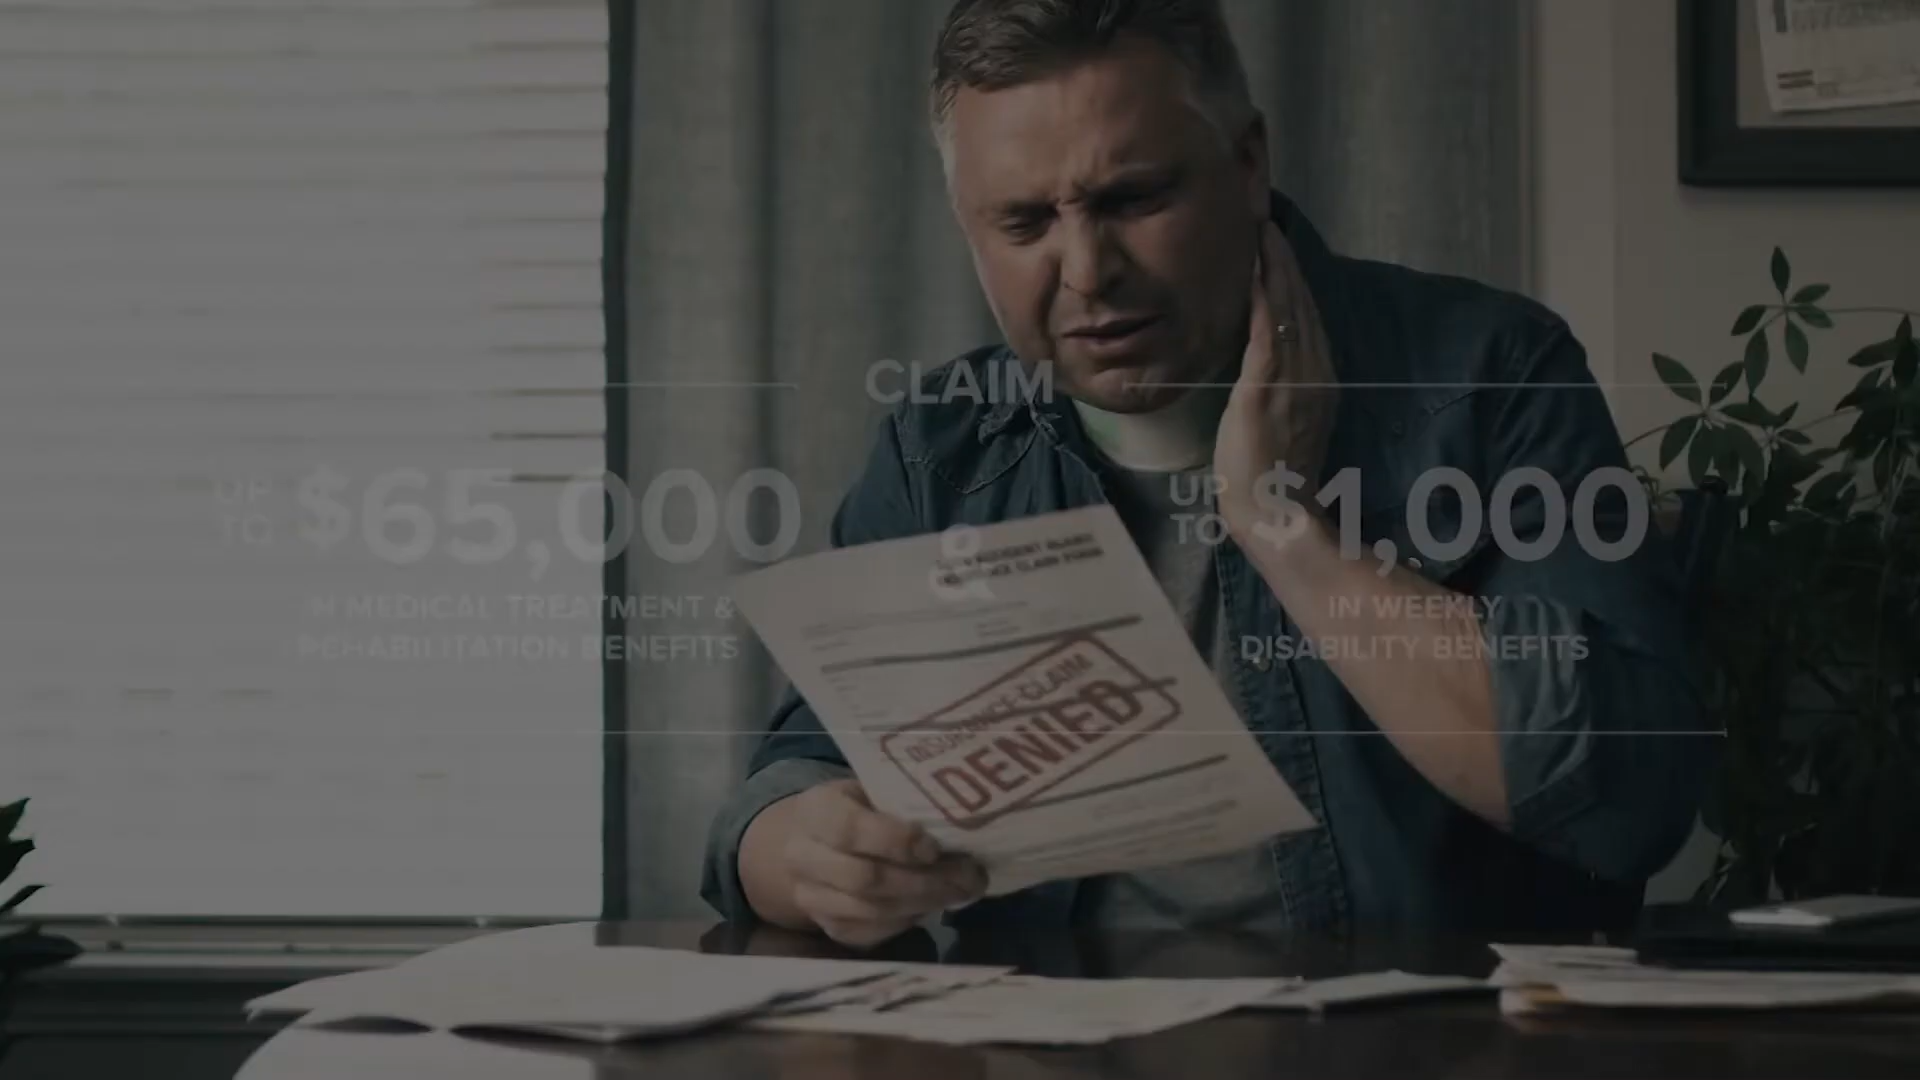 CLAIM
UP
TO
$65,000
IN MEDICAL TREATMENT &
REHABILITATION BENEFITS
&
UP
TO
$1,000
IN WEEKLY
DISABILITY BENEFITS
INSURANCE CLAIM
DENIED